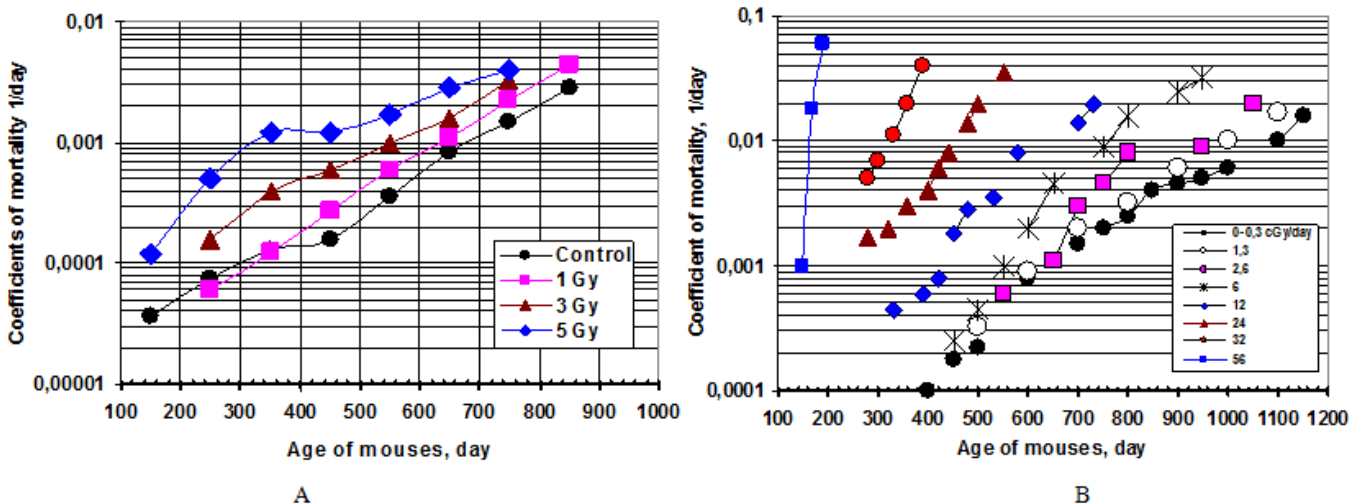 Coefficients of mortality 1/day
0,01
0,001
0,0001
0,00001
100 200 300 400 500 600 700 800 900 1000
Age of mouses, day
Control
1 Gy
3 Gy
5 Gy
A
Coefficient of mortality, 1/day
0,1
0,01
0,001
0,0001
100 200 300 400 500 600 700 800 900 1000 1100 1200
Age of mouses, day
0-0,3 cGy/day
1,3
2,6
6
12
24
32
56
B